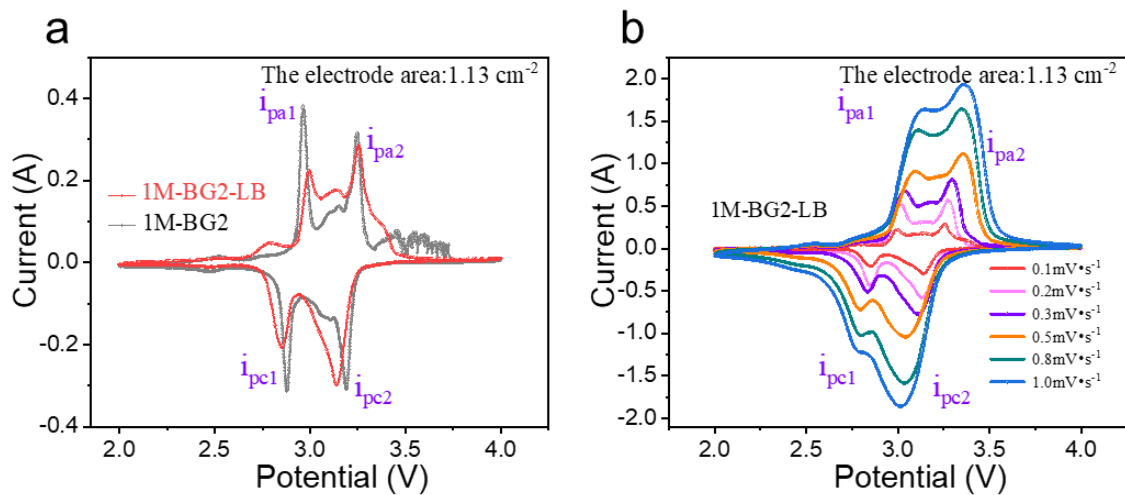 a
The electrode area:1.13 cm-2
ipa1
ipa2
1M-BG2-LB
1M-BG2
ipc1
ipc2
Current (A)
0.4
0.2
0.0
-0.2
-0.4
2.0 2.5 3.0 3.5 4.0
Potential (V)
b
The electrode area:1.13 cm-2
ipa1
ipa2
1M-BG2-LB
0.1mV•s-1
0.2mV•s-1
0.3mV•s-1
0.5mV•s-1
0.8mV•s-1
1.0mV•s-1
ipc1
ipc2
Current (A)
2.0
1.5
1.0
0.5
0.0
-0.5
-1.0
-1.5
-2.0
2.0 2.5 3.0 3.5 4.0
Potential (V)